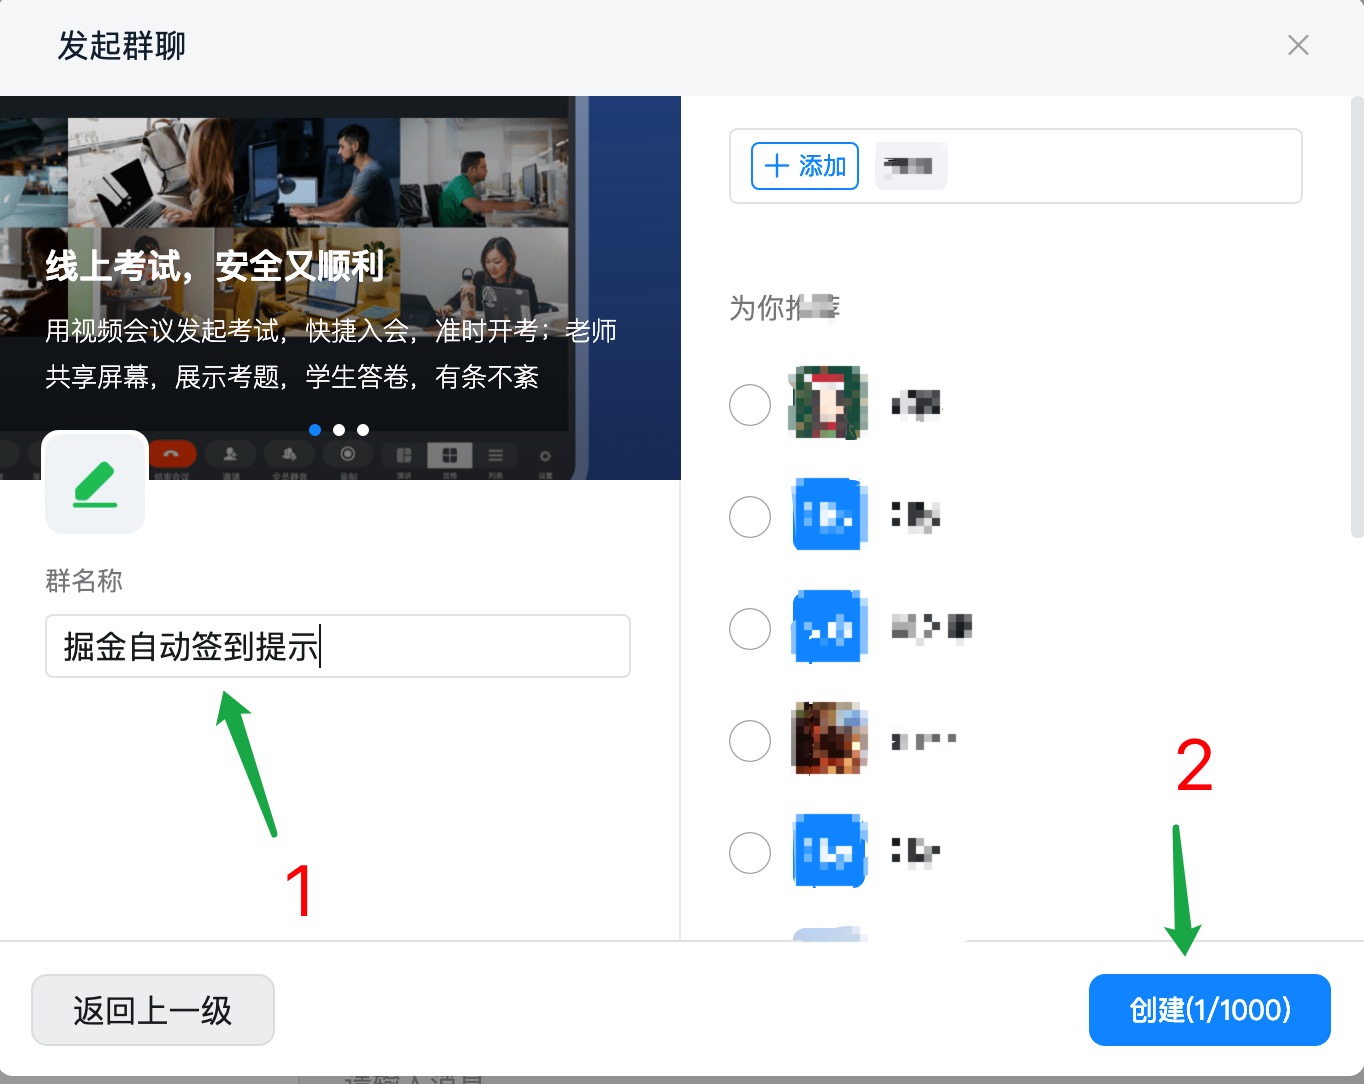 发起群聊
线上考试，安全又顺利
用视频会议发起考试，快捷入会，准时开考；老师
共享屏幕，展示考题，学生答卷，有条不紊
群名称
掘金自动签到提示
1
返回上一级
添加
为你推荐
2
创建(1/1000)